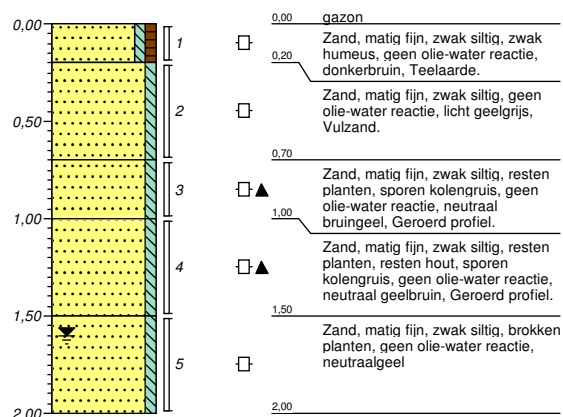 0,00
0,50
1,00
1,50
2,00
1
2
3
4
5
0,00 gazon
Zand, matig fijn, zwak siltig, zwak
humeus, geen olie-water reactie,
donkerbruin, Teelaarde.
0,20
Zand, matig fijn, zwak siltig, geen
olie-water reactie, licht geelgrijs,
Vulzand.
0,70
Zand, matig fijn, zwak siltig, resten
planten, sporen kolengruis, geen
olie-water reactie, neutraal
bruingeel, Geroerd profiel.
1,00
Zand, matig fijn, zwak siltig, resten
planten, resten hout, sporen
kolengruis, geen olie-water reactie,
neutraal geelbruin, Geroerd profiel.
1,50
Zand, matig fijn, zwak siltig, brokken
planten, geen olie-water reactie,
neutraalgeel
2,00